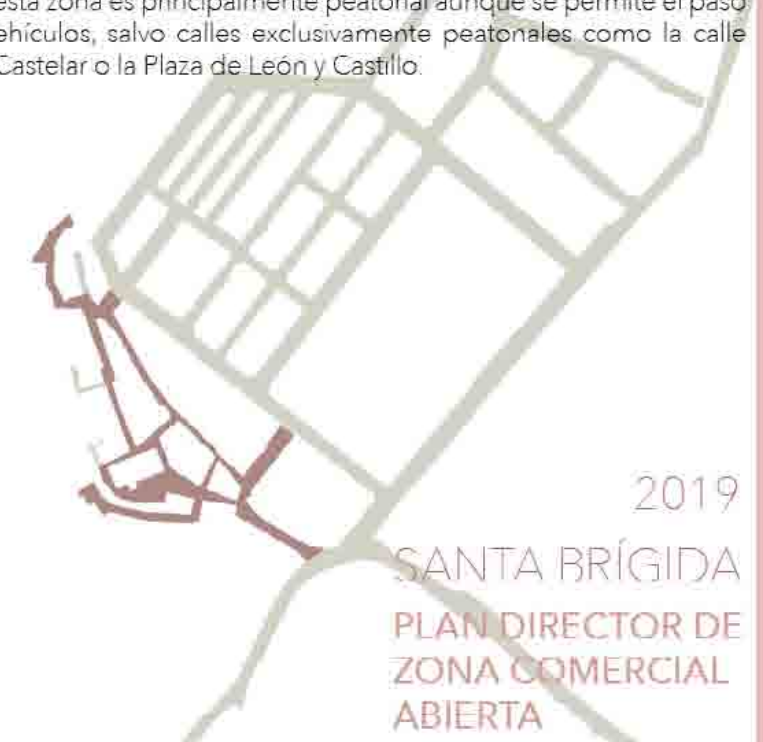 esta zona es principalmente peatonal aunque se permite el paso
ehículos, salvo calles exclusivamente peatonales como la calle
Castelar o la Plaza de León y Castillo.
2019
SANTA BRÍGIDA
PLAN DIRECTOR DE
ZONA COMERCIAL
ABIERTA